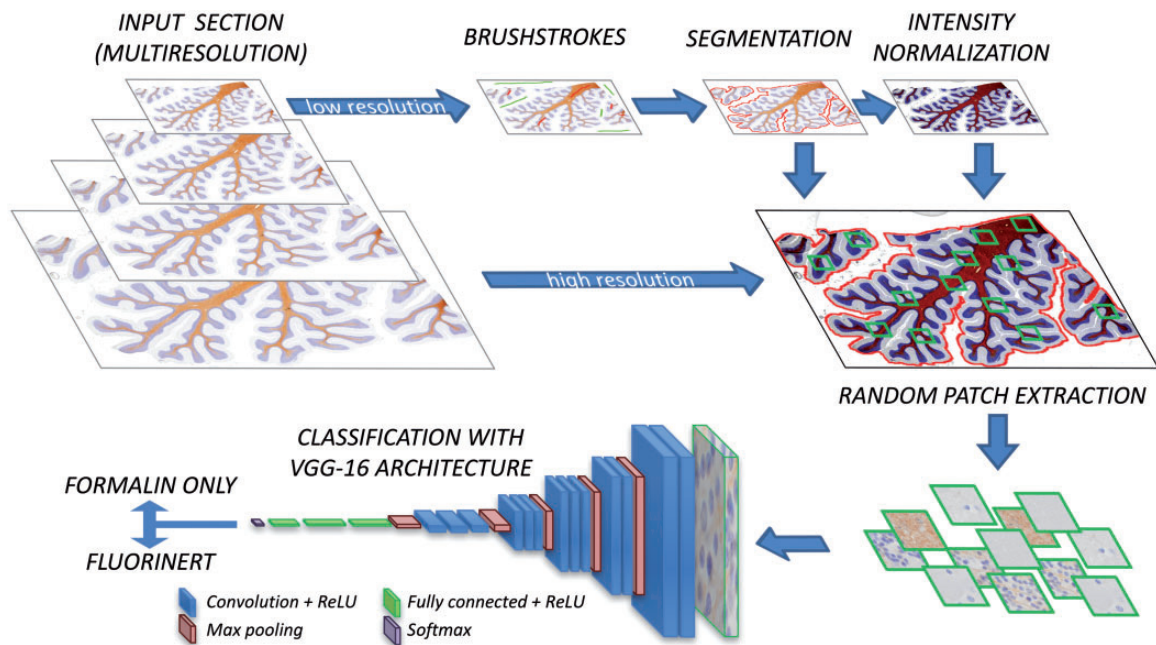 INPUT SECTION
(MULTIRESOLUTION)
BRUSHSTROKES
SEGMENTATION
INTENSITY
NORMALIZATION
low resolution
high resolution
RANDOM PATCH EXTRACTION
CLASSIFICATION WITH
VGG-16 ARCHITECTURE
FORMALIN ONLY
FLUORINERT
Convolution + ReLU
Fully connected + ReLU
Max pooling
Softmax